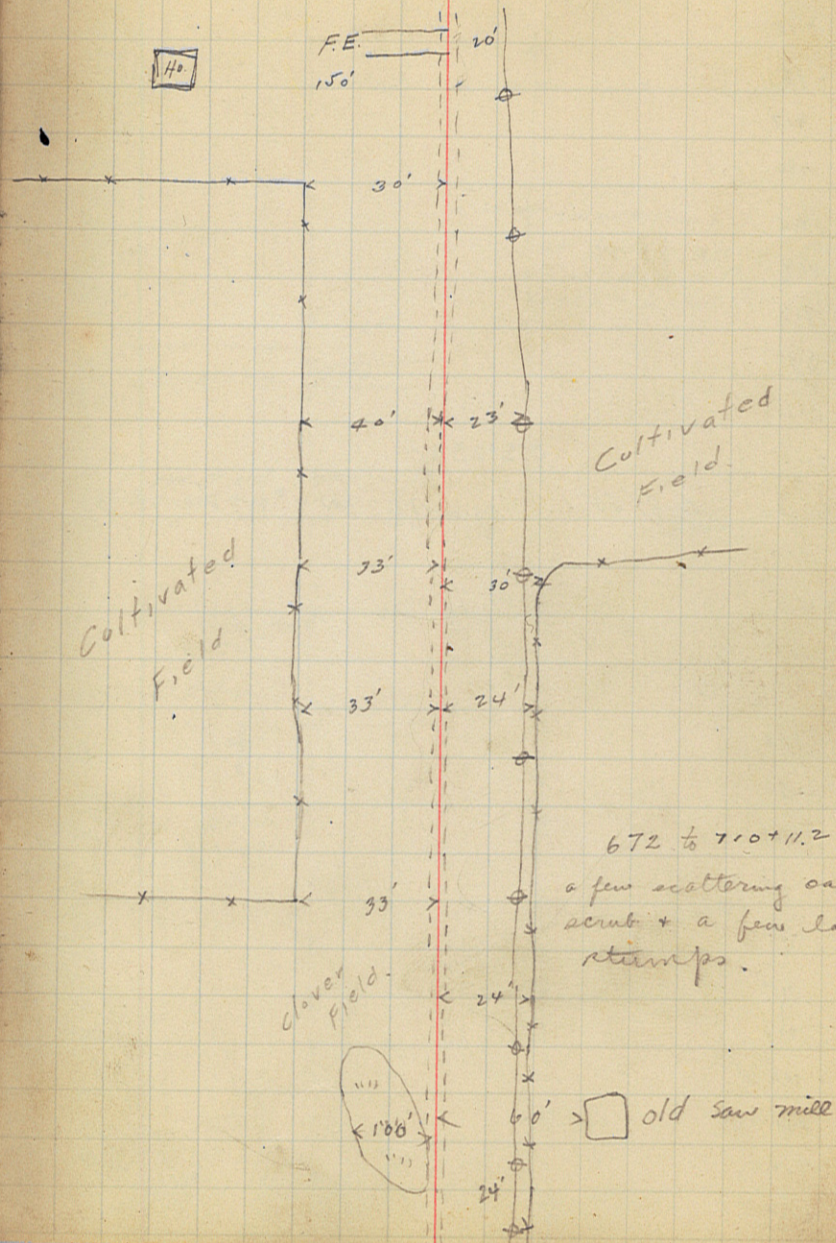 F.E.
20'
Ho.
150'
30'
40'
23'
Cultivated
Field.
33'
30'
Cultivated
Field
33'
24'
672 to 710+11.2
a few scattering
scrub & a few
stumps.
33'
Clover
Field.
24'
60'
old saw mill
100'
24'